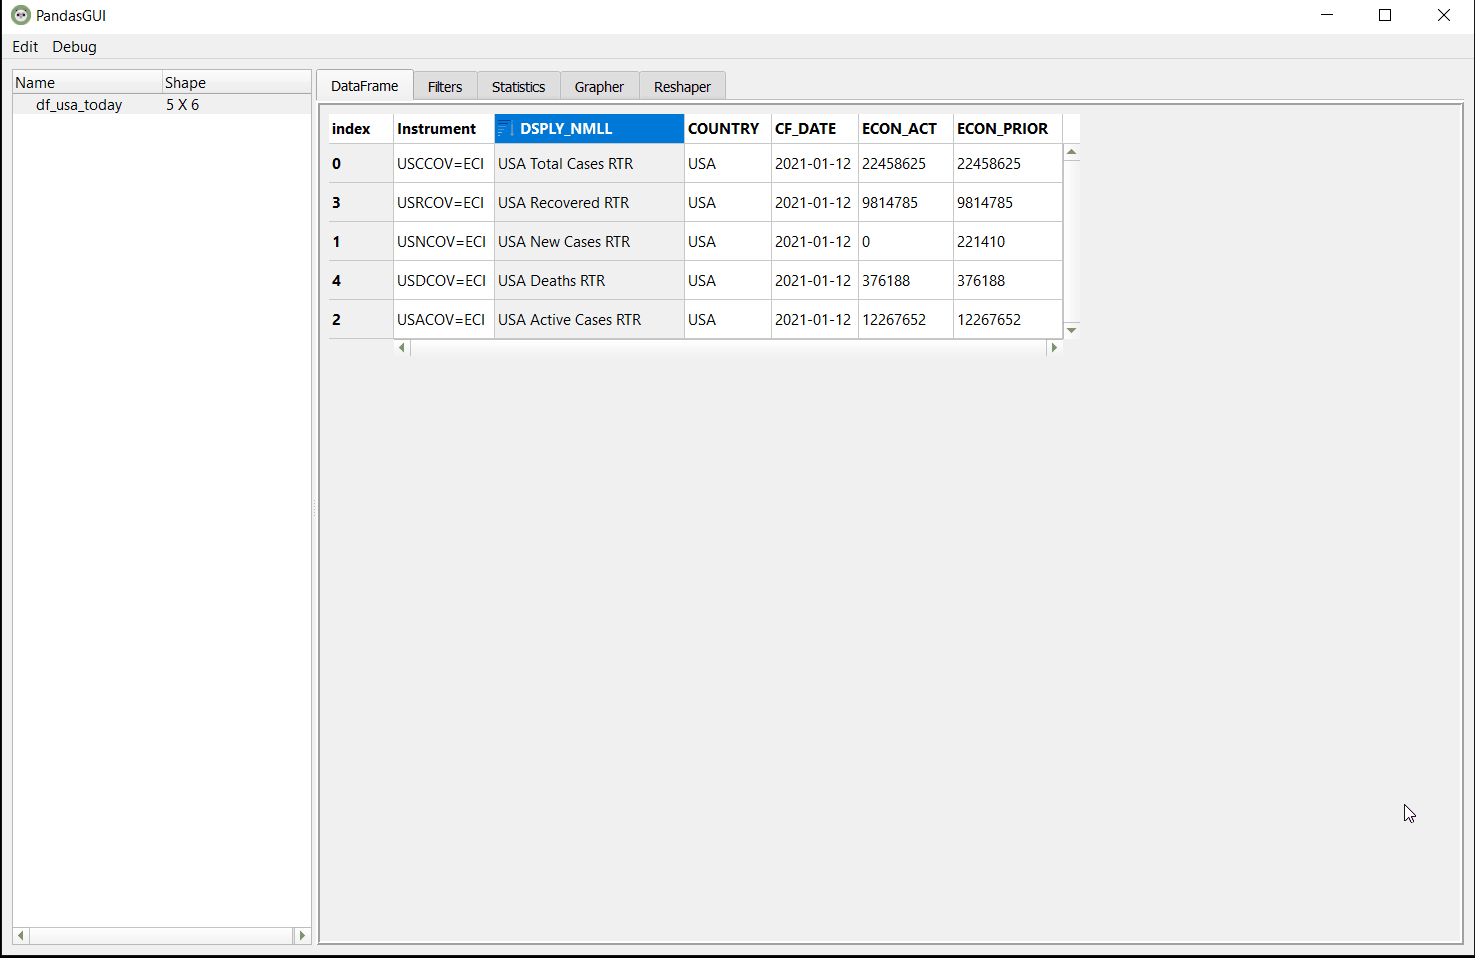 PandasGUI
Edit Debug
Name Shape
df_usa_today 5 X 6
DataFrame Filters Statistics Grapher Reshaper
index Instrument DSPLY_NMLL COUNTRY CF_DATE ECON_ACT ECON_PRIOR
0 USCCOV=ECI USA Total Cases RTR USA 2021-01-12 22458625 22458625
3 USRCOV=ECI USA Recovered RTR USA 2021-01-12 9814785 9814785
1 USNCOV=ECI USA New Cases RTR USA 2021-01-12 0 221410
4 USDCOV=ECI USA Deaths RTR USA 2021-01-12 376188 376188
2 USACOV=ECI USA Active Cases RTR USA 2021-01-12 12267652 12267652